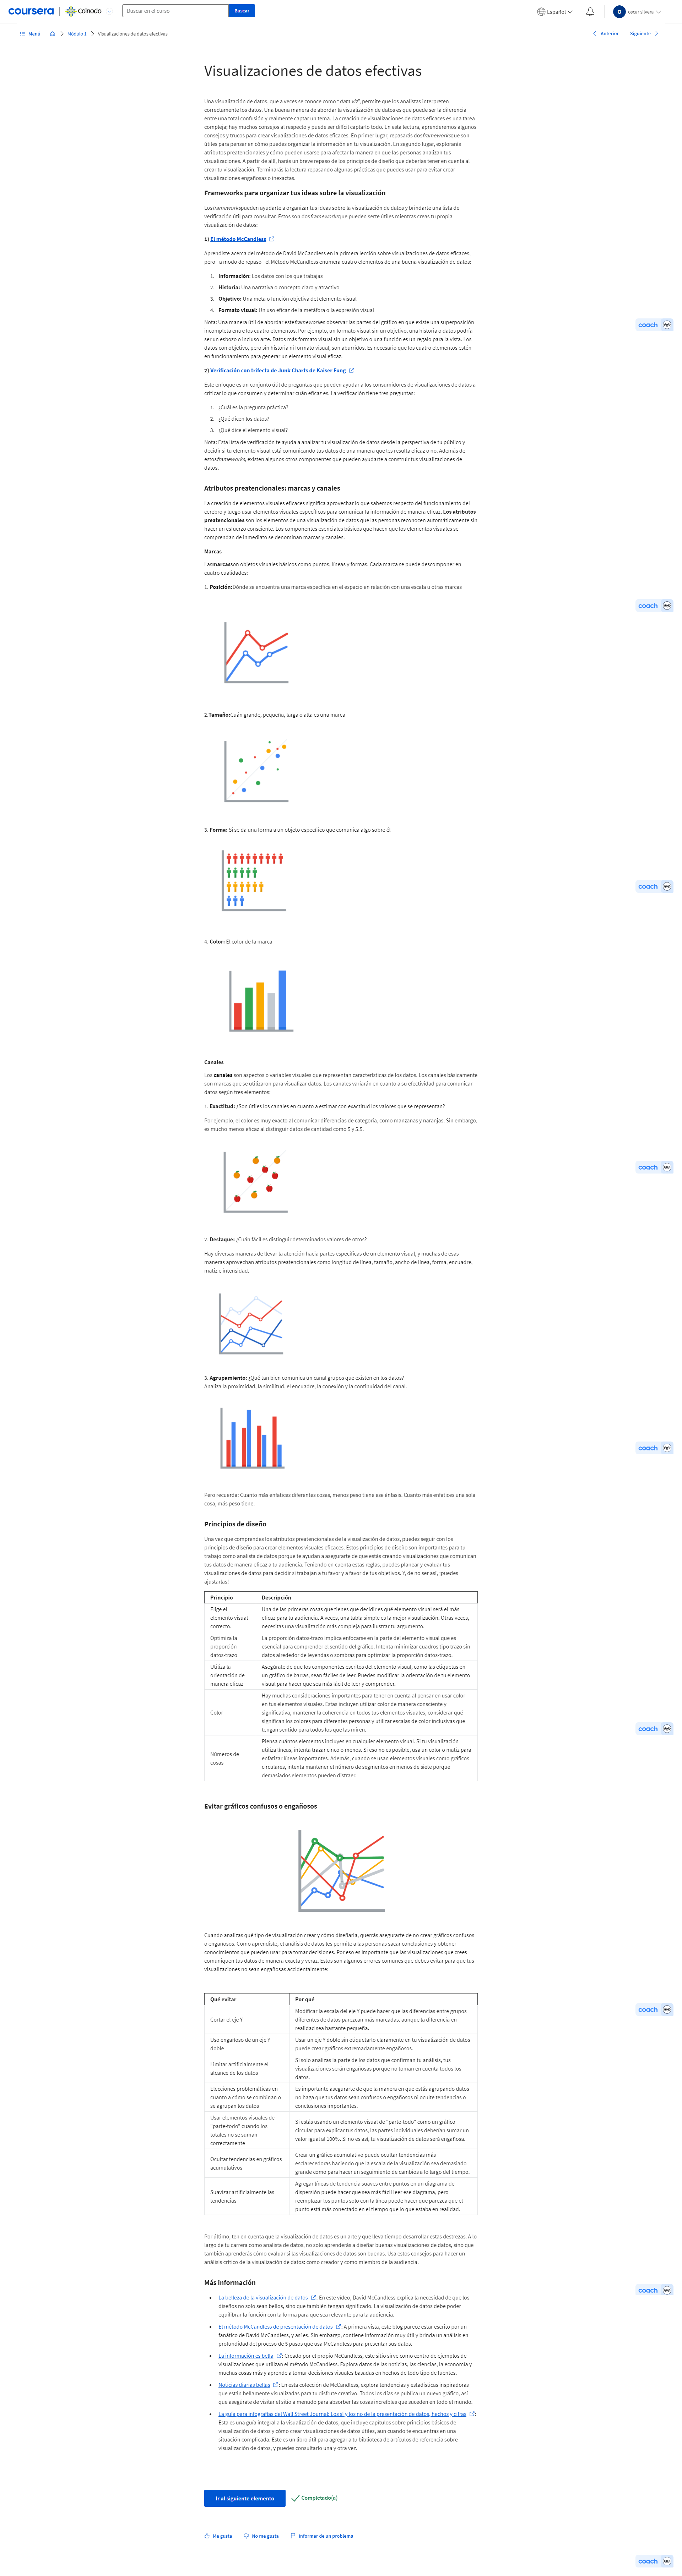 coursera
Colnodo
Buscar en el curso
Buscar
Español
oscar olivera
Menú
Módulo 1
Visualizaciones de datos efectivas
Anterior
Siguiente
Visualizaciones de datos efectivas
Una visualización de datos, que a veces se conoce como "data viz", permite que los analistas interpreten
correctamente los datos. Una buena manera de abordar la visualización de datos es que puede ser la diferencia
entre una total confusión y realmente captar un tema. La creación de visualizaciones de datos eficaces es una tarea
compleja; hay muchos consejos al respecto y puede ser difícil captarlo todo. En esta lectura, aprenderemos algunos
consejos y trucos para crear visualizaciones de datos eficaces. En primer lugar, repasarás dosframeworksque son
útiles para pensar en cómo puedes organizar la información en tu visualización. En segundo lugar, explorarás
atributos preatencionales y cómo pueden usarse para afectar la manera en la que las personas piensan en tus
visualizaciones. A partir de allí, harás un breve repaso de los principios de diseño que deberías tener en cuenta al
crear tu visualización. Terminarás la lectura repasando algunas prácticas que puedes usar para evitar crear
visualizaciones engañosas o inexactas.
Frameworks para organizar tus ideas sobre la visualización
Losframeworkspueden ayudarte a organizar tus ideas sobre la visualización de datos y brindarte una lista de
verificación útil para consultar. Estos son dosframeworksque pueden serte útiles mientras creas tu propia
visualización de datos:
1) El método McCandless
Aprendiste acerca del método de David McCandless en la primera lección sobre visualizaciones de datos eficaces,
pero –a modo de repaso– el Método McCandless enumera cuatro elementos de una buena visualización de datos:
1. Información: Los datos con los que trabajas
2. Historia: Una narrativa o concepto claro y atractivo
3. Objetivo: Una meta o función objetiva del elemento visual
4. Formato visual: Un uso eficaz de la metáfora o la expresión visual
Nota: Una manera útil de abordar esteframeworkes observar las partes del gráfico en que existe una superposición
incompleta entre los cuatro elementos. Por ejemplo, un formato visual sin un objetivo, una historia o datos podría
ser un esbozo o incluso arte. Datos más formato visual sin un objetivo o una función es un regalo para la vista. Los
datos con objetivo, pero sin historia ni formato visual, son aburridos. Es necesario que los cuatro elementos estén
en funcionamiento para generar un elemento visual eficaz.
2) Verificación con trifecta de Junk Charts de Kaiser Fung
Este enfoque es un conjunto útil de preguntas que pueden ayudar a los consumidores de visualizaciones de datos a
criticar lo que consumen y determinar cuán eficaz es. La verificación tiene tres preguntas:
1. ¿Cuál es la pregunta práctica?
2. ¿Qué dicen los datos?
3. ¿Qué dice el elemento visual?
Nota: Esta lista de verificación te ayuda a analizar tu visualización de datos desde la perspectiva de tu público y
decidir si tu elemento visual está comunicando tus datos de una manera que les resulta eficaz o no. Además de
estosframeworks, existen algunos otros componentes que pueden ayudarte a construir tus visualizaciones de
datos.
Atributos preatencionales: marcas y canales
La creación de elementos visuales eficaces significa aprovechar lo que sabemos respecto del funcionamiento del
cerebro y luego usar elementos visuales específicos para comunicar la información de manera eficaz. Los atributos
preatencionales son los elementos de una visualización de datos que las personas reconocen automáticamente sin
hacer un esfuerzo consciente. Los componentes esenciales básicos que hacen que los elementos visuales se
comprendan de inmediato se denominan marcas y canales.
Marcas
Lasmarcasson objetos visuales básicos como puntos, líneas y formas. Cada marca se puede descomponer en
cuatro cualidades:
1. Posición:Dónde se encuentra una marca específica en el espacio en relación con una escala u otras marcas
2.Tamaño:Cuán grande, pequeña, larga o alta es una marca
3. Forma: Si se da una forma a un objeto específico que comunica algo sobre él
4. Color: El color de la marca
Canales
Los canales son aspectos o variables visuales que representan características de los datos. Los canales básicamente
son marcas que se utilizaron para visualizar datos. Los canales variarán en cuanto a su efectividad para comunicar
datos según tres elementos:
1. Exactitud: ¿Son útiles los canales en cuanto a estimar con exactitud los valores que se representan?
Por ejemplo, el color es muy exacto al comunicar diferencias de categoría, como manzanas y naranjas. Sin embargo,
es mucho menos eficaz al distinguir datos de cantidad como 5 y 5.5.
2. Destaque: ¿Cuán fácil es distinguir determinados valores de otros?
Hay diversas maneras de llevar la atención hacia partes específicas de un elemento visual, y muchas de esas
maneras aprovechan atributos preatencionales como longitud de línea, tamaño, ancho de línea, forma, encuadre,
matiz e intensidad.
3. Agrupamiento: ¿Qué tan bien comunica un canal grupos que existen en los datos?
Analiza la proximidad, la similitud, el encuadre, la conexión y la continuidad del canal.
Pero recuerda: Cuanto más enfatices diferentes cosas, menos peso tiene ese énfasis. Cuanto más enfatices una sola
cosa, más peso tiene.
Principios de diseño
Una vez que comprendes los atributos preatencionales de la visualización de datos, puedes seguir con los
principios de diseño para crear elementos visuales eficaces. Estos principios de diseño son importantes para tu
trabajo como analista de datos porque te ayudan a asegurarte de que estás creando visualizaciones que comunican
tus datos de manera eficaz a tu audiencia. Teniendo en cuenta estas reglas, puedes planear y evaluar tus
visualizaciones de datos para decidir si trabajan a tu favor y a favor de tus objetivos. Y, de no ser así, ¡puedes
ajustarlas!
Principio
Descripción
Elige el
elemento visual
correcto.
Una de las primeras cosas que tienes que decidir es qué elemento visual será el más
eficaz para tu audiencia. A veces, una tabla simple es la mejor visualización. Otras veces,
necesitas una visualización más compleja para ilustrar tu argumento.
Optimiza la
proporción
datos-trazo
La proporción datos-trazo implica enfocarse en la parte del elemento visual que es
esencial para comprender el sentido del gráfico. Intenta minimizar cuadros tipo trazo sin
datos alrededor de leyendas o sombras para optimizar la proporción datos-trazo.
Utiliza la
orientación de
manera eficaz
Asegúrate de que los componentes escritos del elemento visual, como las etiquetas en
un gráfico de barras, sean fáciles de leer. Puedes modificar la orientación de tu elemento
visual para hacer que sea más fácil de leer y comprender.
Color
Hay muchas consideraciones importantes para tener en cuenta al pensar en usar color
en tus elementos visuales. Estas incluyen utilizar color de manera consciente y
significativa, mantener la coherencia en todos tus elementos visuales, considerar qué
significan los colores para diferentes personas y utilizar escalas de color inclusivas que
tengan sentido para todos los que las miren.
Números de
cosas
Piensa cuántos elementos incluyes en cualquier elemento visual. Si tu visualización
utiliza líneas, intenta trazar cinco o menos. Si eso no es posible, usa un color o matiz para
enfatizar líneas importantes. Además, cuando se usan elementos visuales como gráficos
circulares, intenta mantener el número de segmentos en menos de siete porque
demasiados elementos pueden distraer.
Evitar gráficos confusos o engañosos
Cuando analizas qué tipo de visualización crear y cómo diseñarla, querrás asegurarte de no crear gráficos confusos
o engañosos. Como aprendiste, el análisis de datos les permite a las personas sacar conclusiones y obtener
conocimientos que pueden usar para tomar decisiones. Por eso es importante que las visualizaciones que crees
comuniquen tus datos de manera exacta y veraz. Estos son algunos errores comunes que debes evitar para que tus
visualizaciones no sean engañosas accidentalmente:
Qué evitar
Por qué
Cortar el eje Y
Modificar la escala del eje Y puede hacer que las diferencias entre grupos
diferentes de datos parezcan más marcadas, aunque la diferencia en
realidad sea bastante pequeña.
Uso engañoso de un eje Y
doble
Usar un eje Y doble sin etiquetarlo claramente en tu visualización de datos
puede crear gráficos extremadamente engañosos.
Limitar artificialmente el
alcance de los datos
Si solo analizas la parte de los datos que confirman tu análisis, tus
visualizaciones serán engañosas porque no toman en cuenta todos los
datos.
Elecciones problemáticas en
cuanto a cómo se combinan o
se agrupan los datos
Es importante asegurarte de que la manera en que estás agrupando datos
no haga que tus datos sean confusos o engañosos ni oculte tendencias o
conclusiones importantes.
Usar elementos visuales de
"parte-todo" cuando los
totales no se suman
correctamente
Si estás usando un elemento visual de "parte-todo" como un gráfico
circular para explicar tus datos, las partes individuales deberían sumar un
valor igual al 100%. Si no es así, tu visualización de datos será engañosa.
Ocultar tendencias en gráficos
acumulativos
Crear un gráfico acumulativo puede ocultar tendencias más
esclarecedoras haciendo que la escala de la visualización sea demasiado
grande como para hacer un seguimiento de cambios a lo largo del tiempo.
Suavizar artificialmente las
tendencias
Agregar líneas de tendencia suaves entre puntos en un diagrama de
dispersión puede hacer que sea más fácil leer ese diagrama, pero
reemplazar los puntos solo con la línea puede hacer que parezca que el
punto está más conectado en el tiempo que lo que estaba en realidad.
Por último, ten en cuenta que la visualización de datos es un arte y que lleva tiempo desarrollar estas destrezas. A lo
largo de tu carrera como analista de datos, no solo aprenderás a diseñar buenas visualizaciones de datos, sino que
también aprenderás cómo evaluar si las visualizaciones de datos son buenas. Usa estos consejos para hacer un
análisis crítico de la visualización de datos: como creador y como miembro de la audiencia.
Más información
La belleza de la visualización de datos: En este vídeo, David McCandless explica la necesidad de que los
diseños no solo sean bellos, sino que también tengan significado. La visualización de datos debe poder
equilibrar la función con la forma para que sea relevante para la audiencia.
El método McCandless de presentación de datos: A primera vista, este blog parece estar escrito por un
fanático de David McCandless, y así es. Sin embargo, contiene información muy útil y brinda un análisis en
profundidad del proceso de 5 pasos que usa McCandless para presentar sus datos.
La información es bella: Creado por el propio McCandless, este sitio sirve como centro de ejemplos de
visualizaciones que utilizan el método McCandless. Explora datos de las noticias, las ciencias, la economía y
muchas cosas más y aprende a tomar decisiones visuales basadas en hechos de todo tipo de fuentes.
Noticias diarias bellas: En esta colección de McCandless, explora tendencias y estadísticas inspiradoras
que están bellamente visualizadas para tu disfrute creativo. Todos los días se publica un nuevo gráfico, así
que asegúrate de visitar el sitio a menudo para absorber las cosas increíbles que suceden en todo el mundo.
La guía para infografías del Wall Street Journal: Los sí y los no de la presentación de datos, hechos y cifras:
Esta es una guía integral a la visualización de datos, que incluye capítulos sobre principios básicos de
visualización de datos y cómo crear visualizaciones de datos útiles, aun cuando te encuentras en una
situación complicada. Este es un libro útil para agregar a tu biblioteca de artículos de referencia sobre
visualización de datos, y puedes consultarlo una y otra vez.
Ir al siguiente elemento
Completado(a)
Me gusta
No me gusta
Informar de un problema
coach
coach
coach
coach
coach
coach
coach
coach
coach